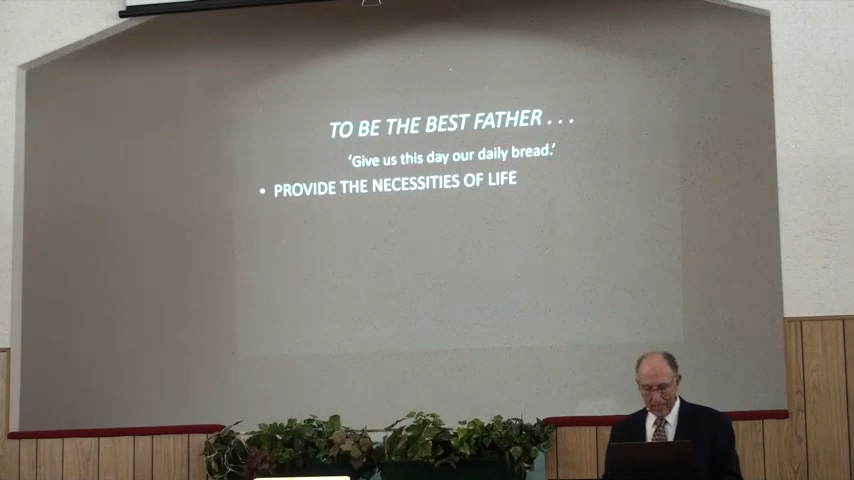 TO BE THE BEST FATHER . . .
‘Give us this day our daily bread.’
• PROVIDE THE NECESSITIES OF LIFE